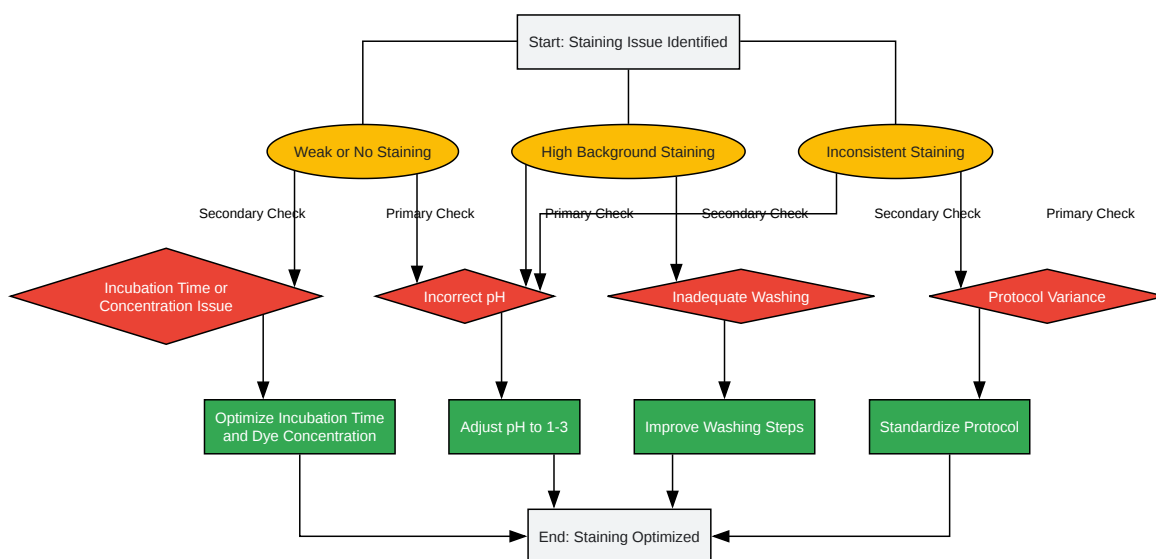 Start: Staining Issue Identified
Weak or No Staining
High Background Staining
Inconsistent Staining
Secondary Check
Primary Check
Primary Check
Secondary Check
Secondary Check
Primary Check
Incubation Time or
Concentration Issue
Incorrect pH
Inadequate Washing
Protocol Variance
Optimize Incubation Time
and Dye Concentration
Adjust pH to 1-3
Improve Washing Steps
Standardize Protocol
End: Staining Optimized